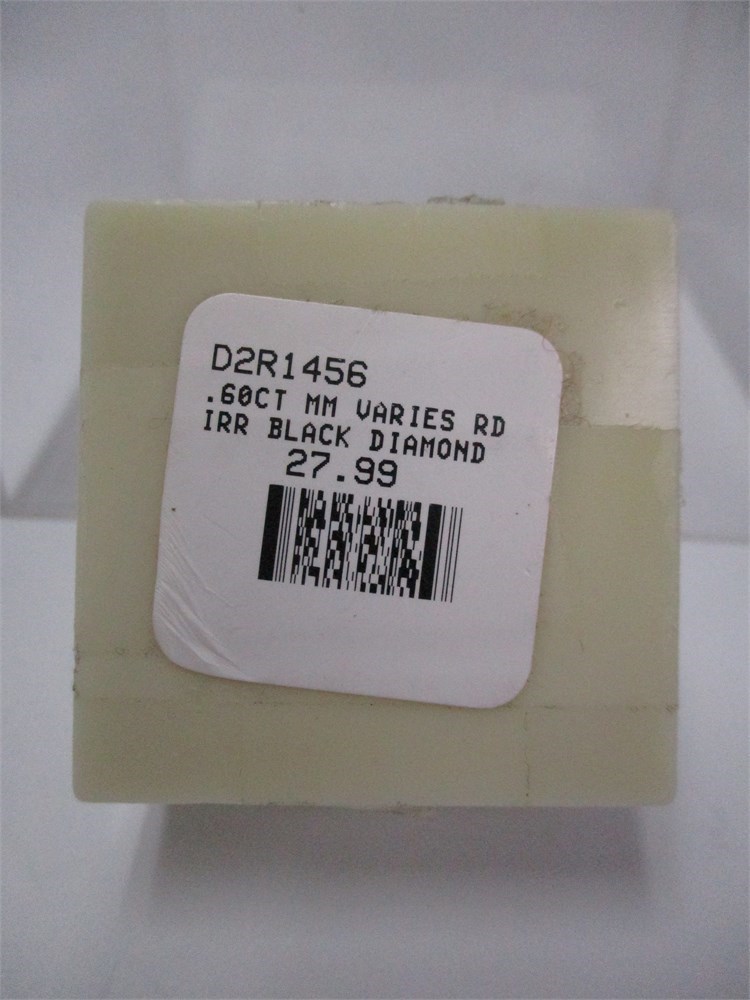 D2R1456
.60CT MM VARIES RD
IRR BLACK DIAMOND
27.99